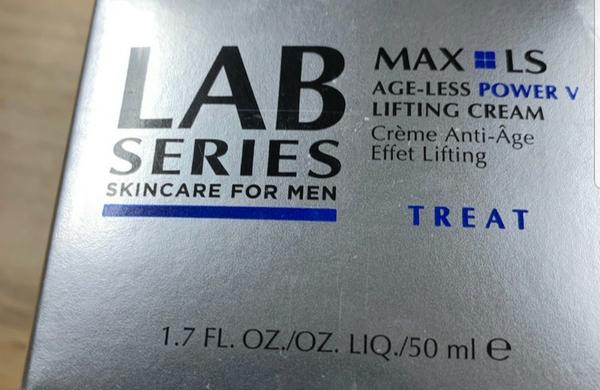 LAB
SERIES
SKINCARE FOR MEN
MAX LS
AGE-LESS POWER V
LIFTING CREAM
Crème Anti-Âge
Effet Lifting
TREAT
1.7 FL. OZ./OZ. LIQ./50 ml ℮